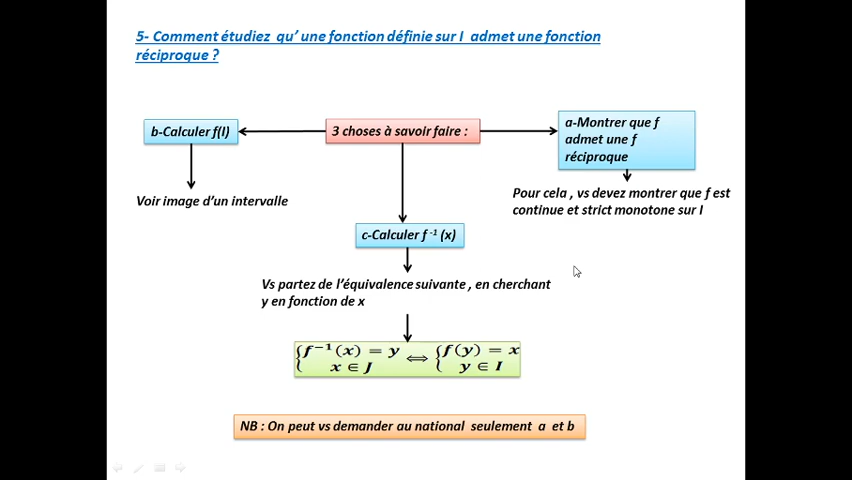 5- Comment étudiez qu' une fonction définie sur I admet une fonction
réciproque ?
b-Calculer f(I)
3 choses à savoir faire :
a-Montrer que f
admet une f
réciproque
Voir image d'un intervalle
Pour cela , vs devez montrer que f est
continue et strict monotone sur I
c-Calculer f ⁻¹ (x)
Vs partez de l'équivalence suivante , en cherchant
y en fonction de x
{f⁻¹(x) = y ⇔ {f(y) = x
x ∈ J y ∈ I
NB : On peut vs demander au national seulement a et b